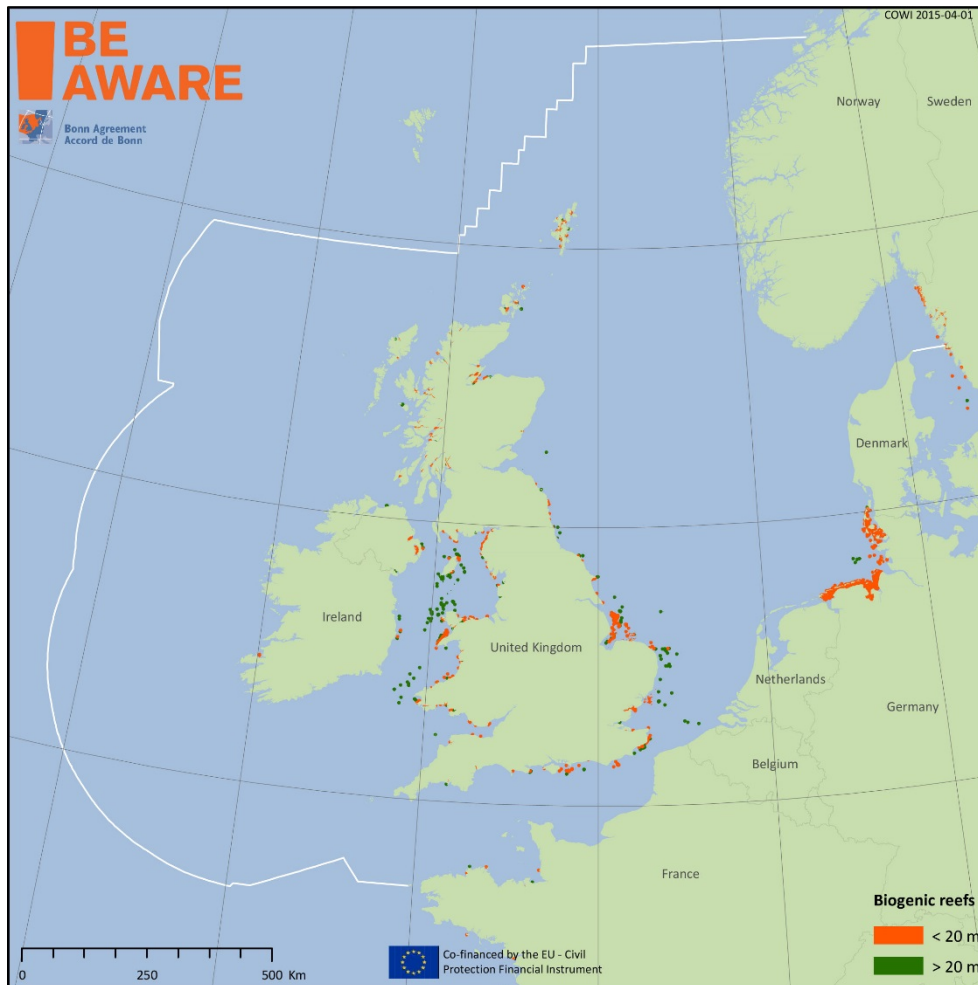 COWI 2015-04-01
BE
AWARE
Bonn Agreement
Accord de Bonn
Norway
Sweden
Denmark
Ireland
United Kingdom
Netherlands
Germany
Belgium
France
Biogenic reefs
< 20 m
> 20 m
0 250 500 Km
Co-financed by the EU - Civil
Protection Financial Instrument